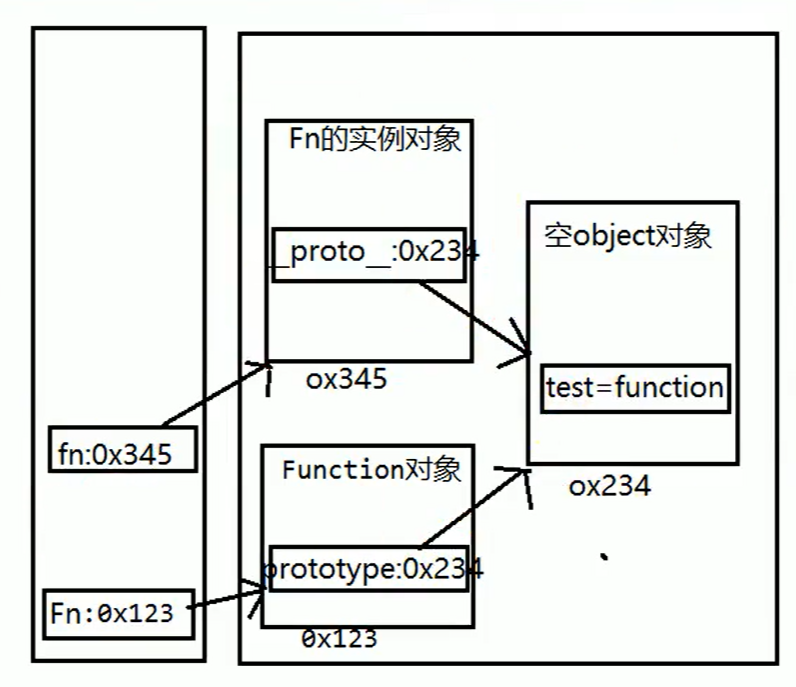 Fn的实例对象
__proto__:0x234
空object对象
test=function
ox345
fn:0x345
Function对象
ox234
prototype:0x234
Fn:0x123
0x123